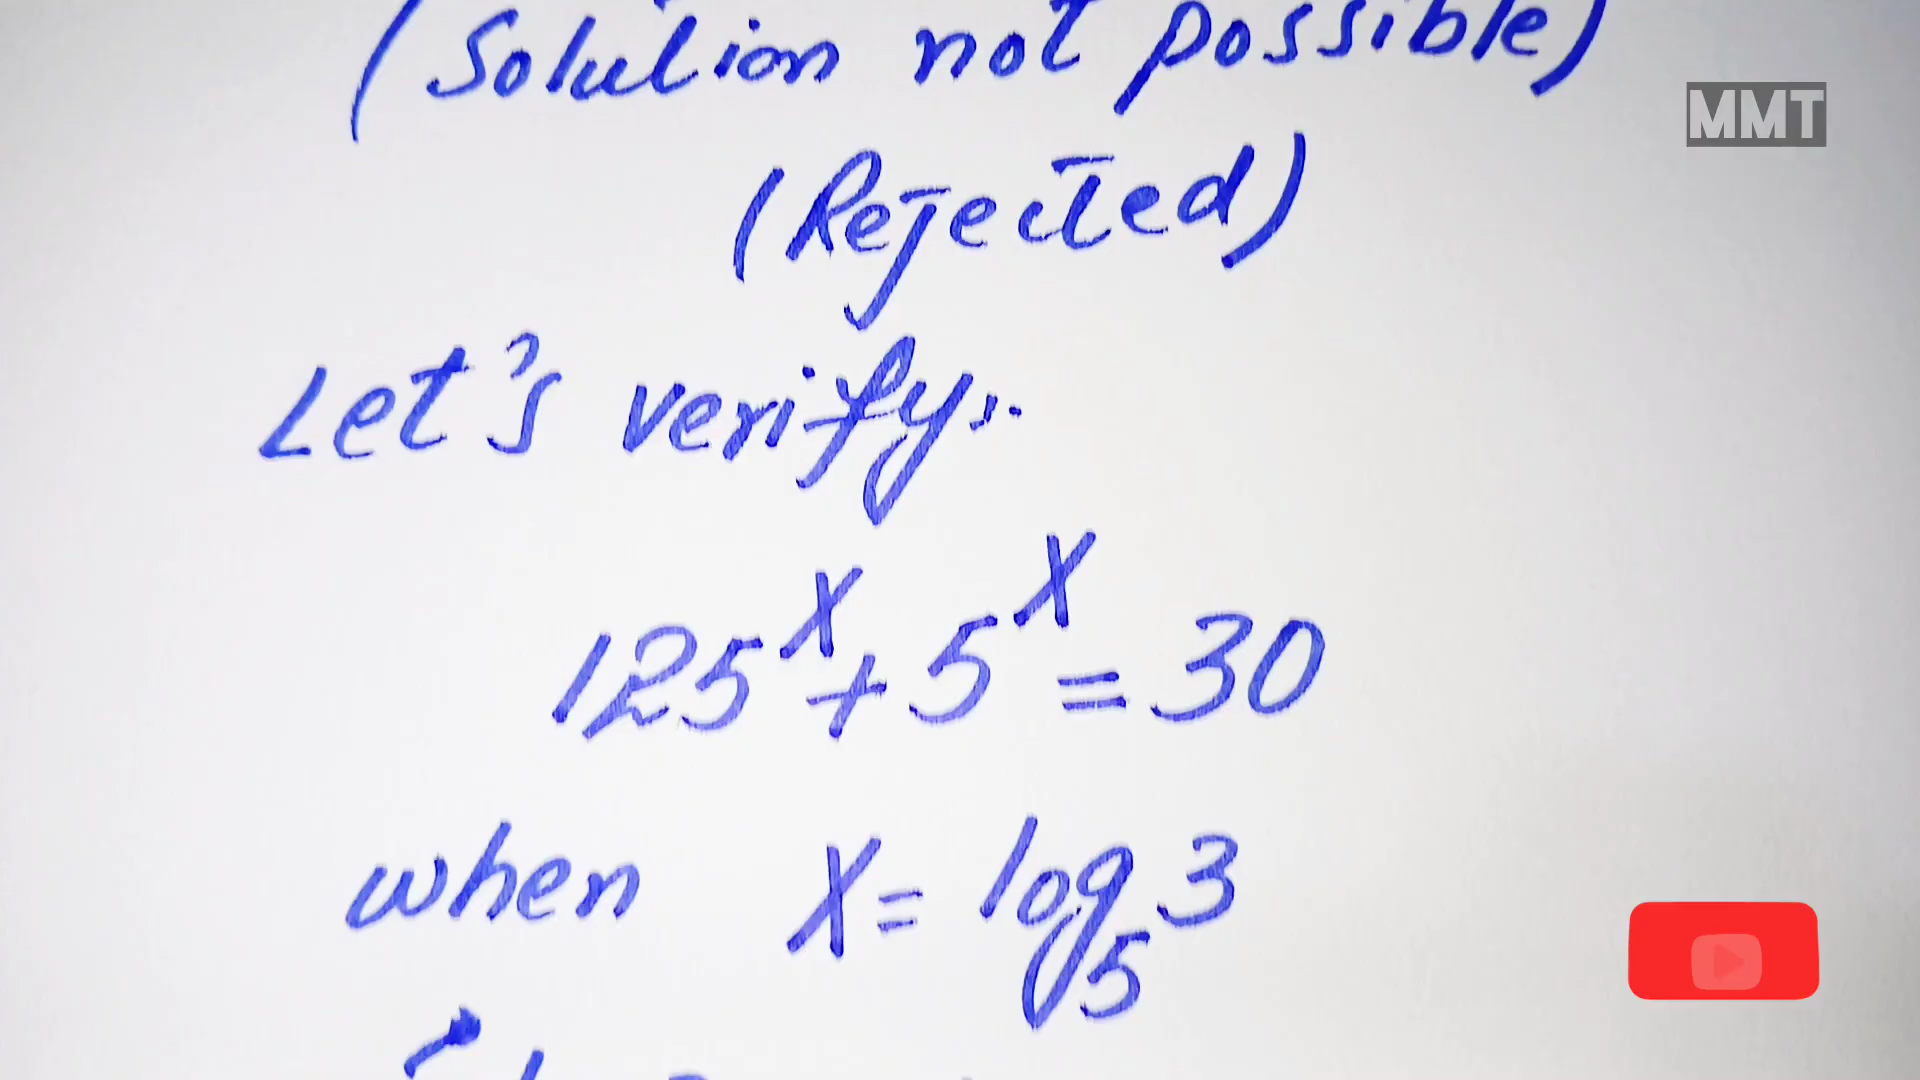 (Solution not possible)
MMT
(Rejected)
Let's verify:-
125^x + 5^x = 30
when x = log_5 3